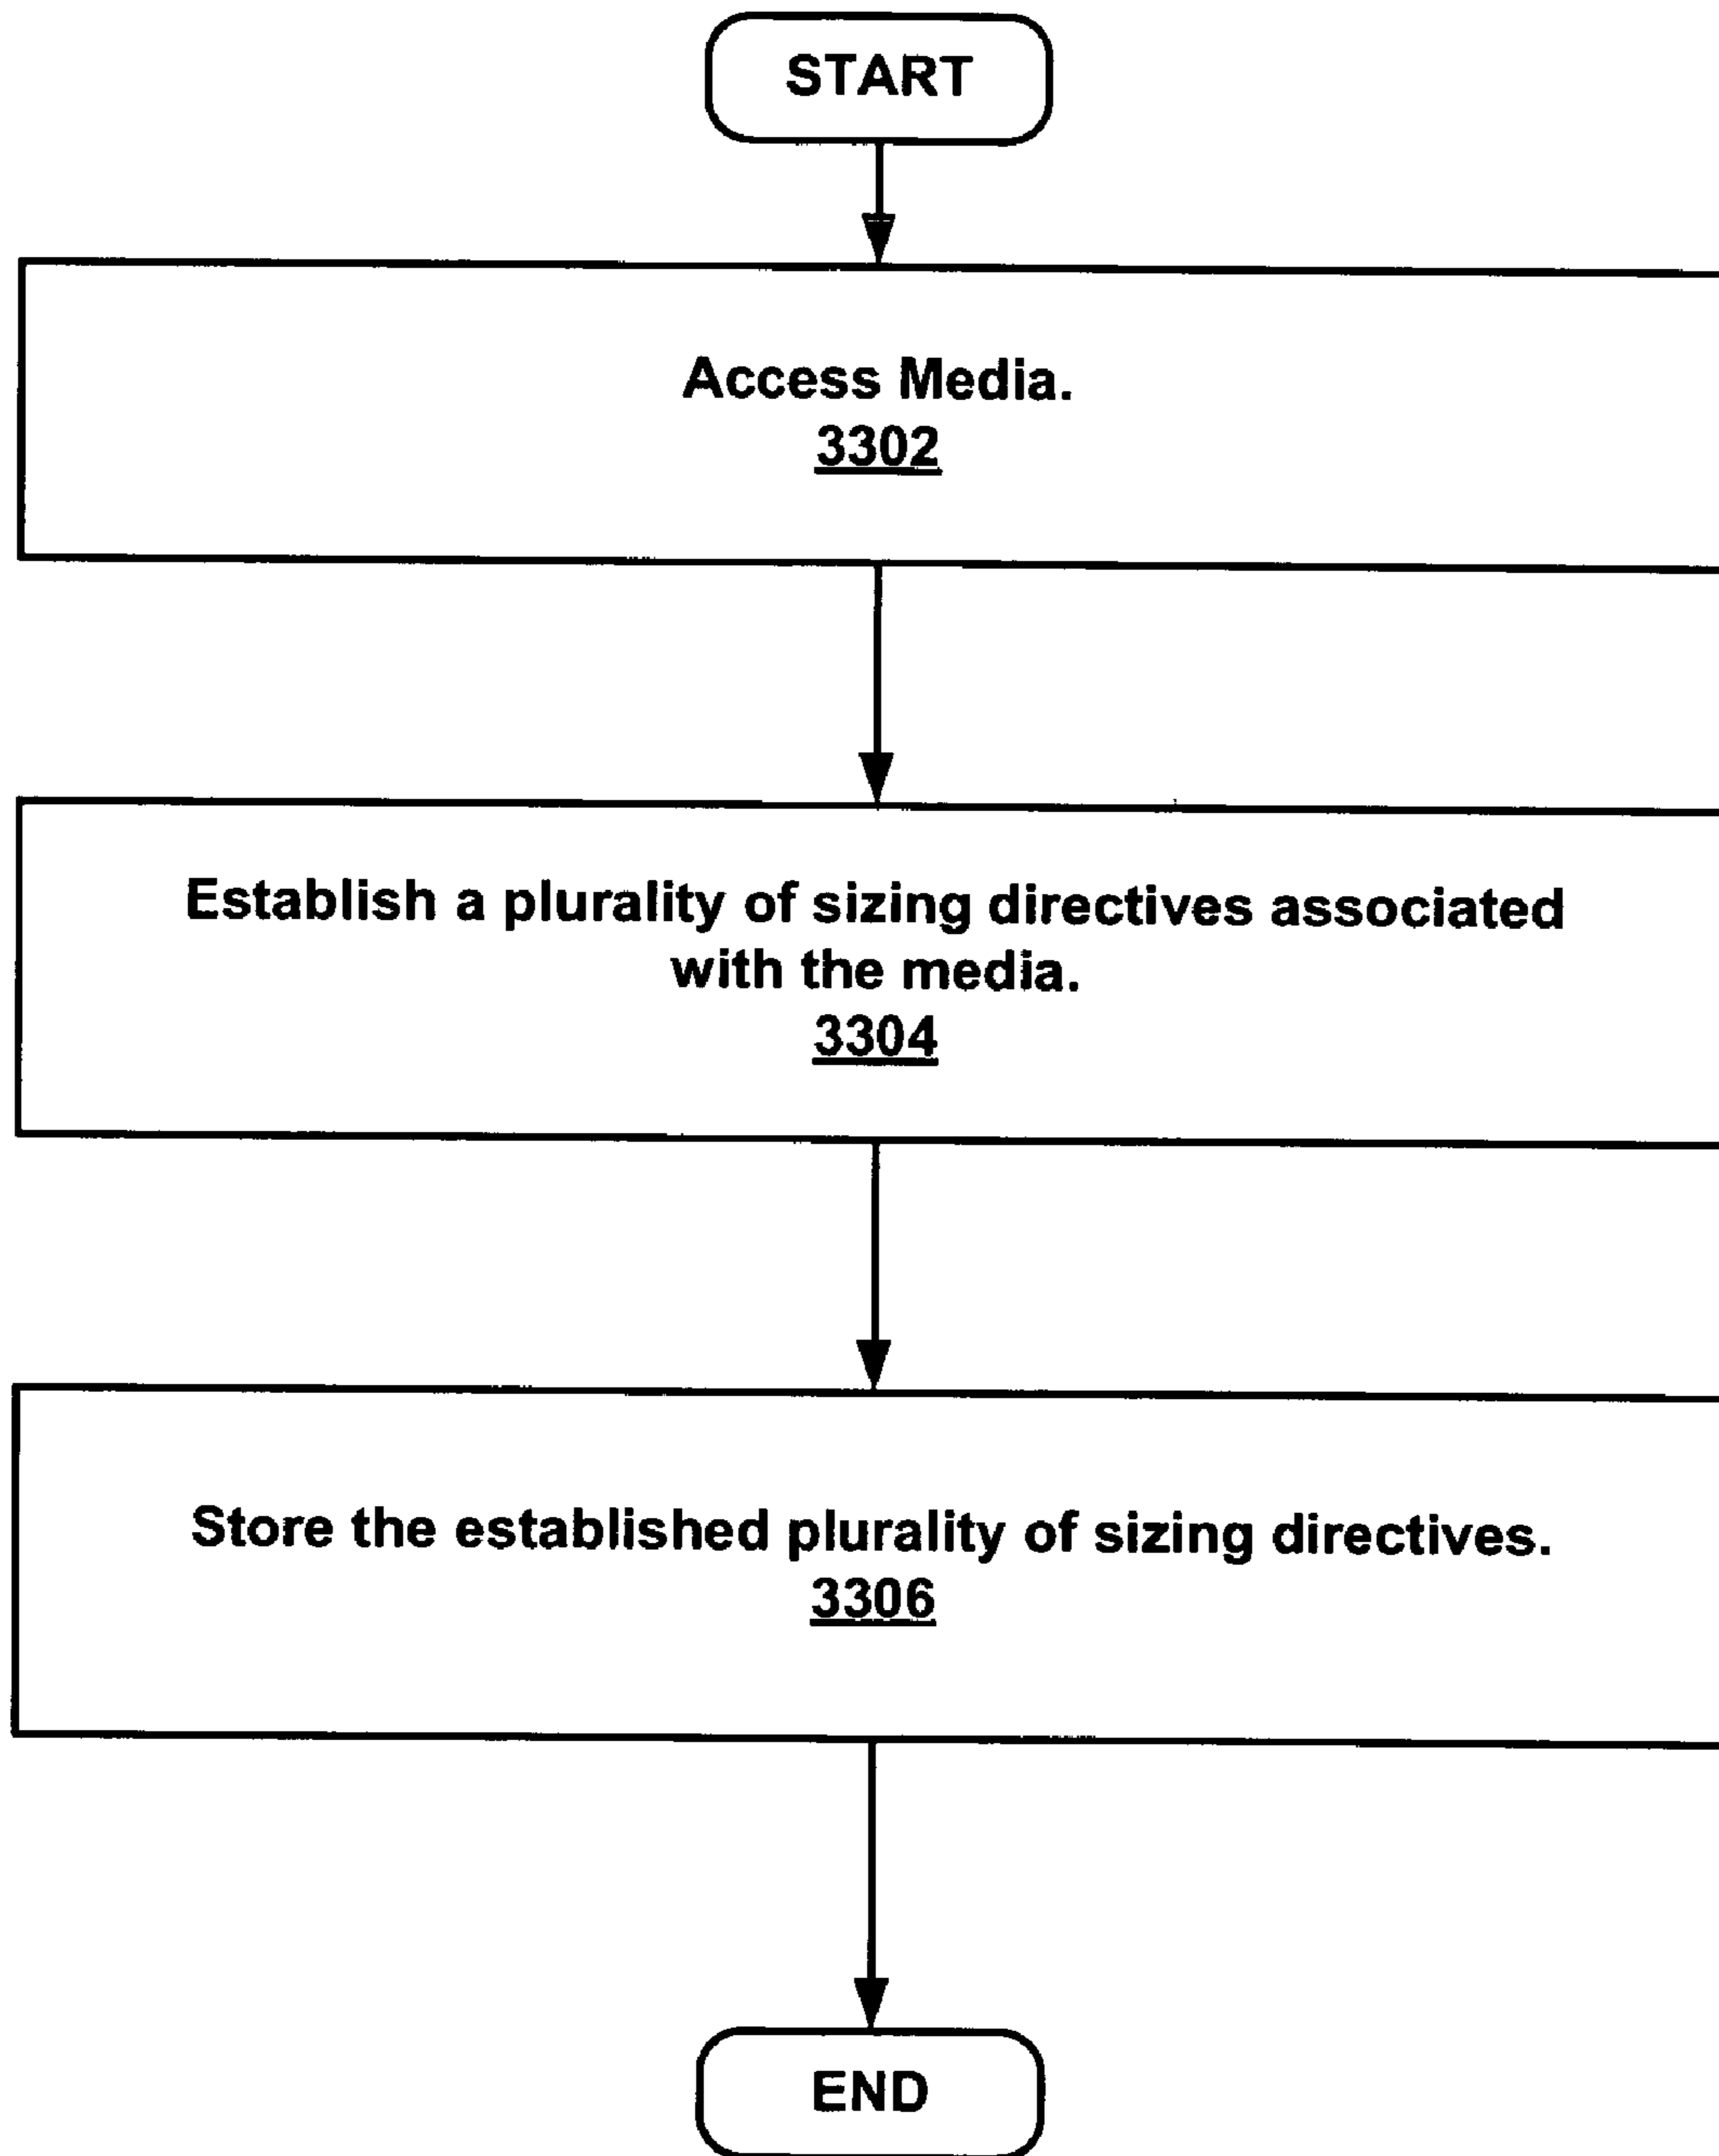 START
Access Media.
3302
Establish a plurality of sizing directives associated
with the media.
3304
Store the established plurality of sizing directives.
3306
END